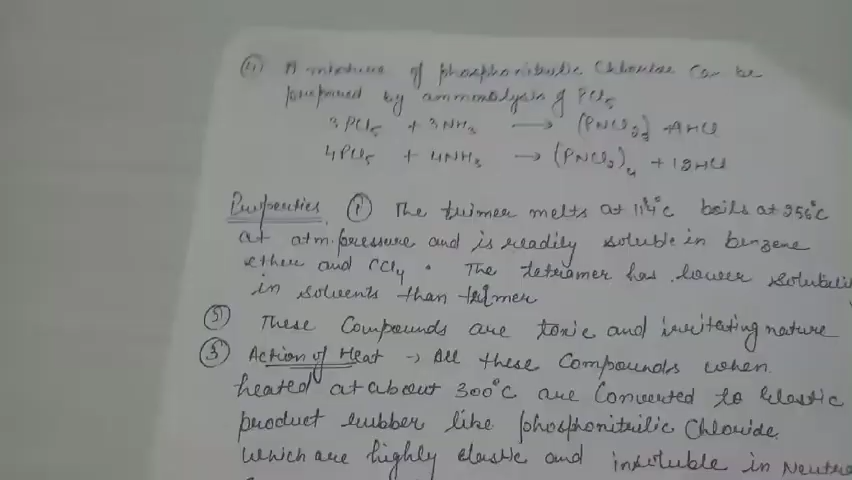 (4) A mixture of phosphonitrilic chloride can be
prepared by ammonolysis of PCl5
3PCl5 + 3NH3 → (PNCl2)3 + 9HCl
4PCl5 + 4NH3 → (PNCl2)4 + 12HCl
Properties (1) The trimer melts at 114°C boils at 256°C
at atm. pressure and is readily soluble in benzene
ether and CCl4. The tetramer has lower solubility
in solvents than trimer
These compounds are toxic and irritating nature
(3) Action of Heat → All these compounds when
heated at about 300°C are converted to elastic
product rubber like phosphonitrilic chloride
which are highly elastic and insoluble in neutra